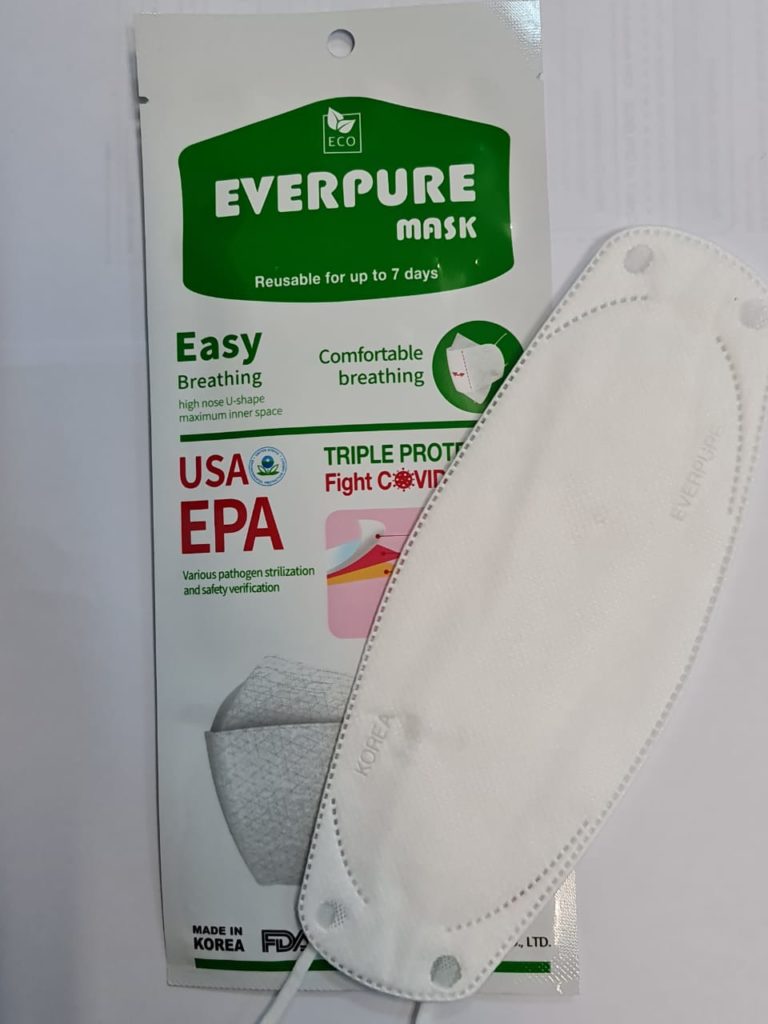 ECO
EVERPURE
MASK
Reusable for up to 7 days
Easy
Breathing
high nose U-shape
maximum inner space
Comfortable
breathing
USA
EPA
Various pathogen strilization
and safety verification
TRIPLE
Fight COVID
MADE IN
KOREA
FDA
LTD.
EVERPURE
KOREA